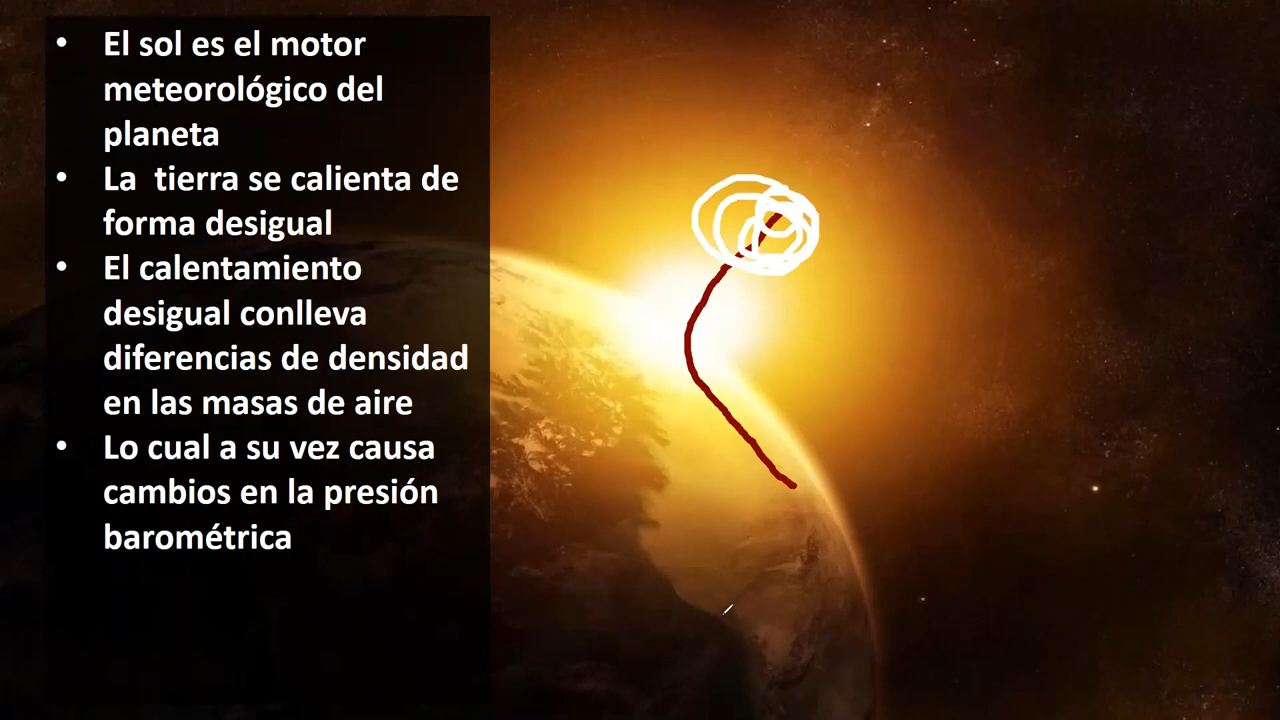 • El sol es el motor
meteorológico del
planeta
• La  tierra se calienta de
forma desigual
• El calentamiento
desigual conlleva
diferencias de densidad
en las masas de aire
• Lo cual a su vez causa
cambios en la presión
barométrica